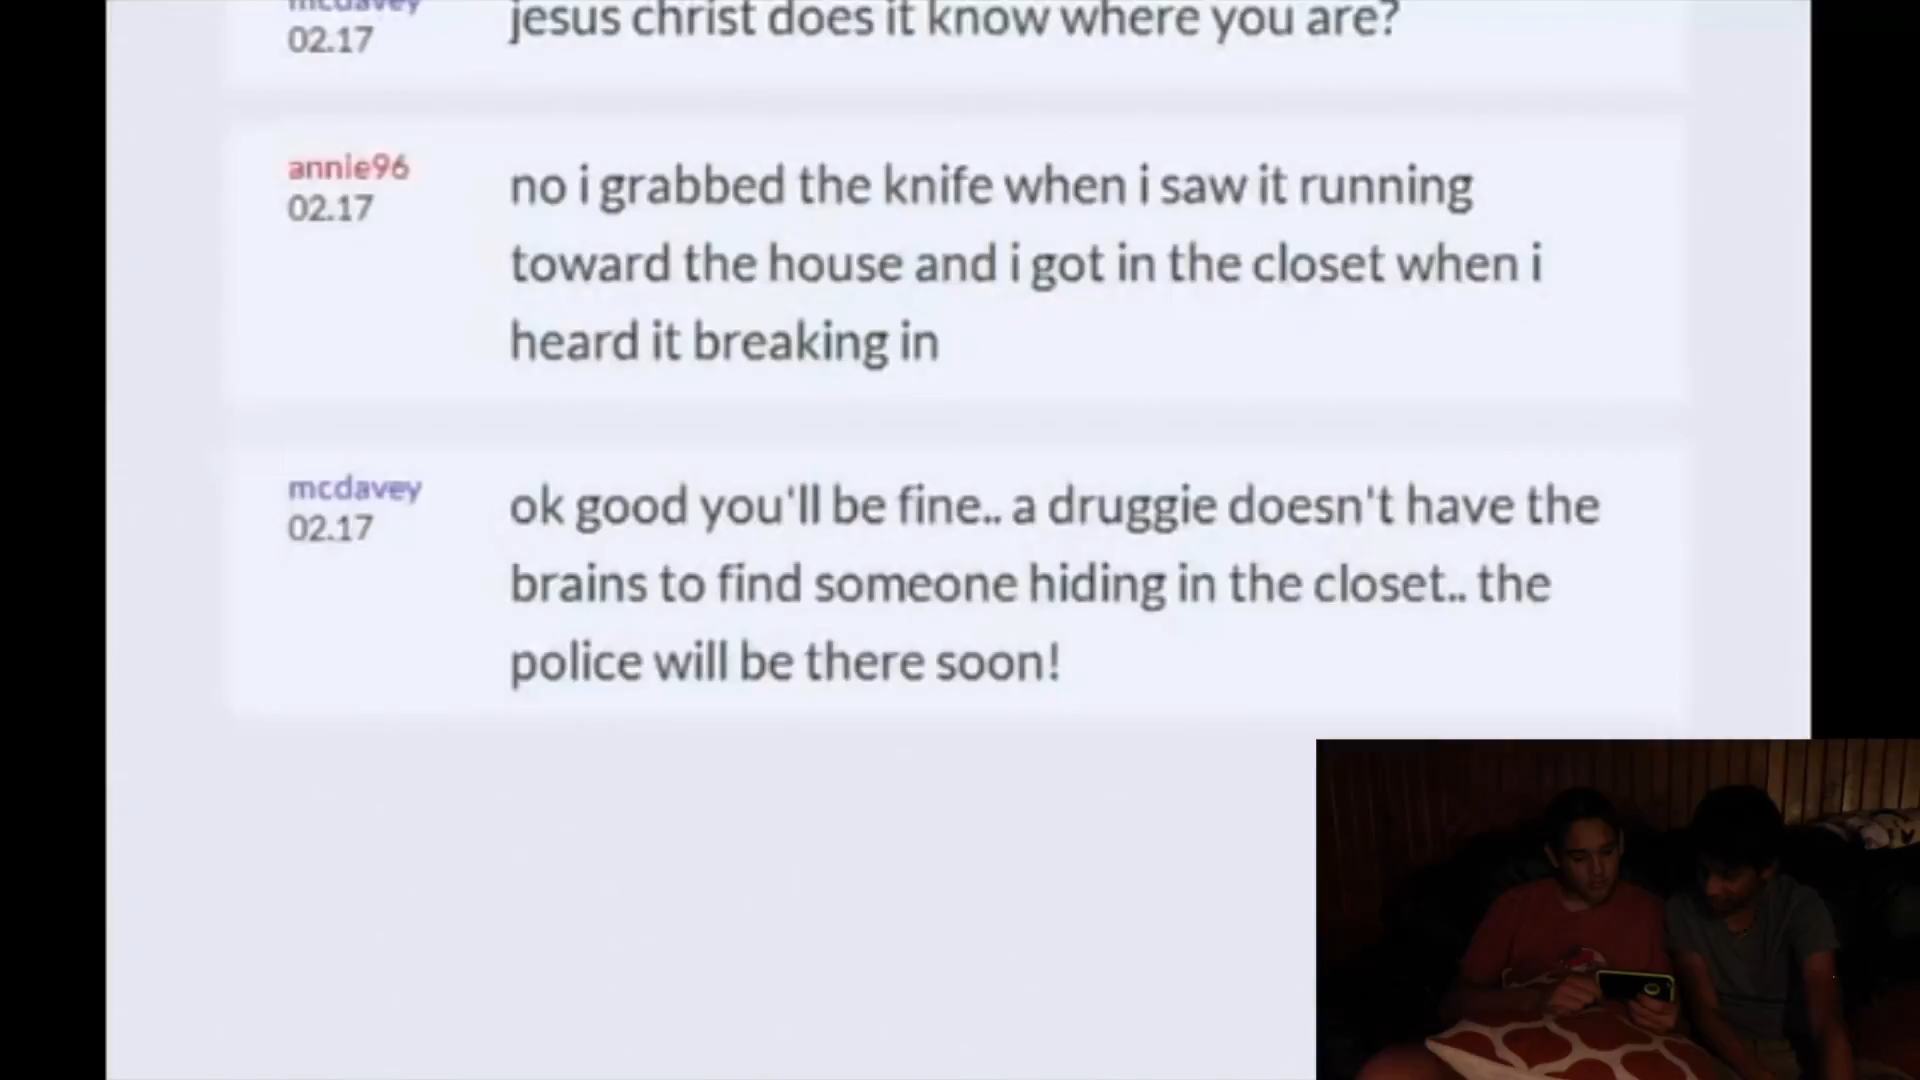 mcdavey
02.17
jesus christ does it know where you are?
annie96
02.17
no i grabbed the knife when i saw it running
toward the house and i got in the closet when i
heard it breaking in
mcdavey
02.17
ok good you'll be fine.. a druggie doesn't have the
brains to find someone hiding in the closet.. the
police will be there soon!